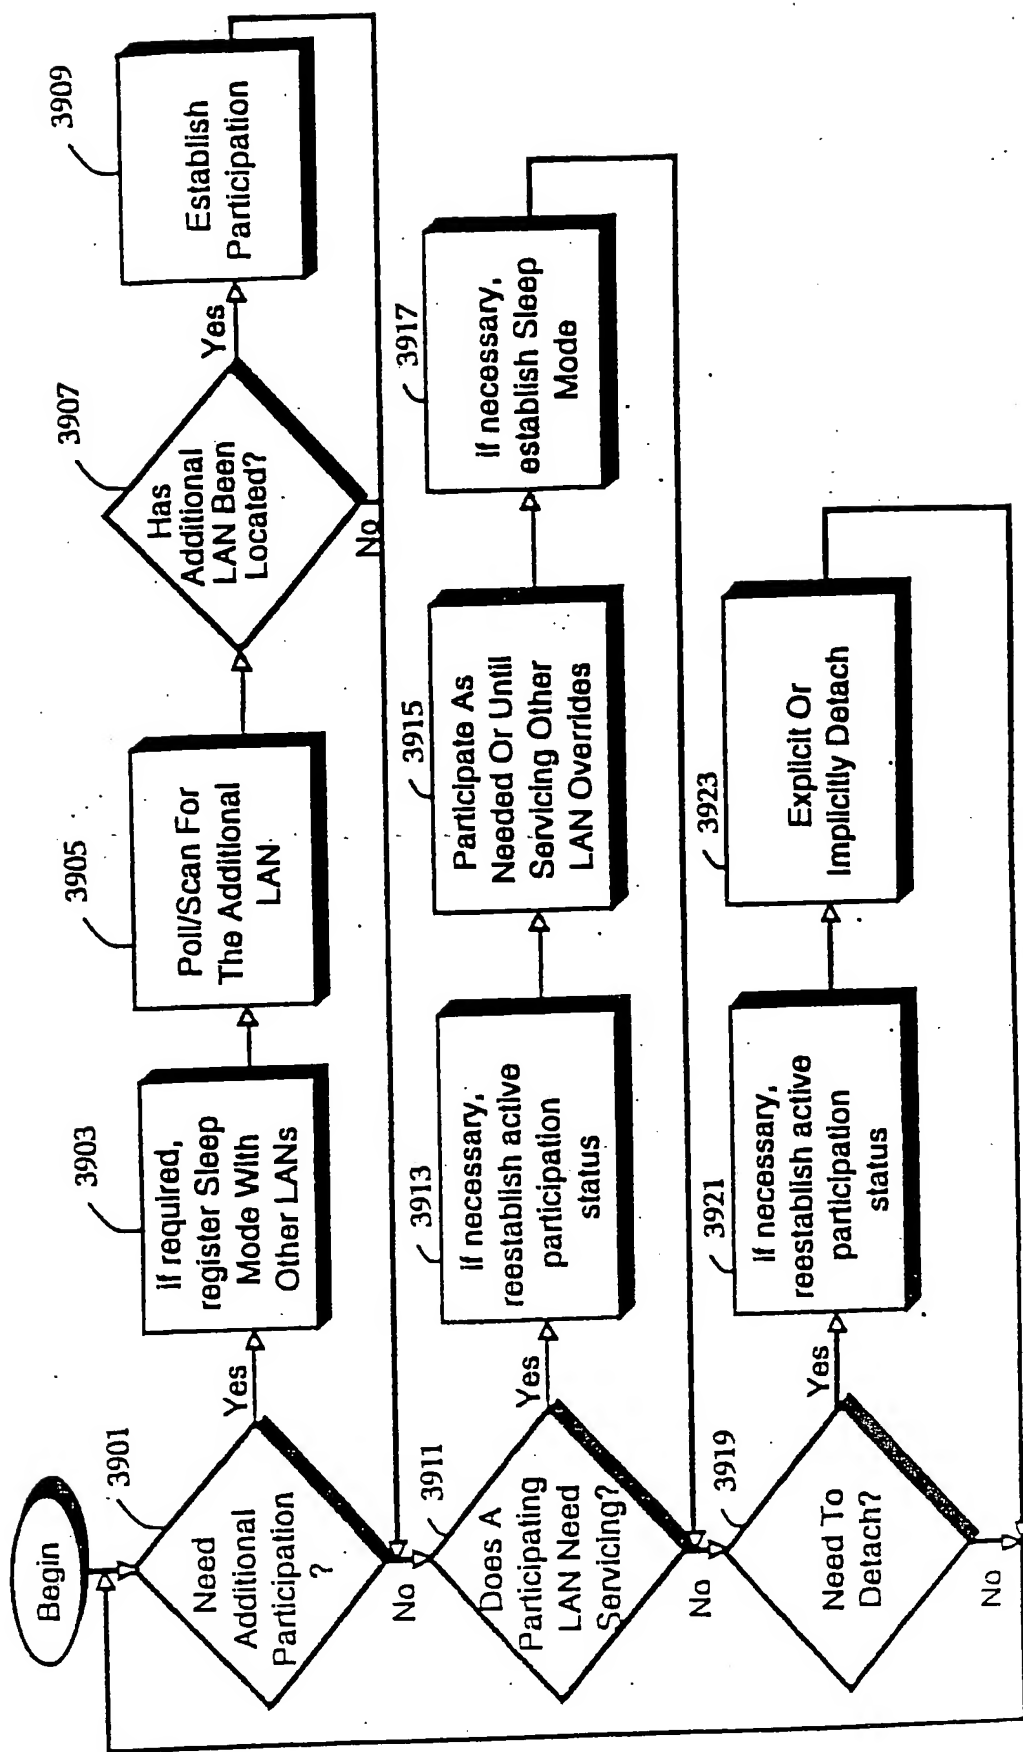 Begin
3901
Need
Additional
Participation
?
Yes
No
3903
If required,
register Sleep
Mode With
Other LANs
3905
Poll/Scan For
The Additional
LAN
3907
Has
Additional
LAN Been
Located?
Yes
No
3909
Establish
Participation
3911
Does A
Participating
LAN Need
Servicing?
Yes
No
3913
If necessary,
reestablish active
participation
status
3915
Participate As
Needed Or Until
Servicing Other
LAN Overrides
3917
If necessary,
establish Sleep
Mode
3919
Need To
Detach?
Yes
No
3921
If necessary,
reestablish active
participation
status
3923
Explicit Or
Implicitly Detach